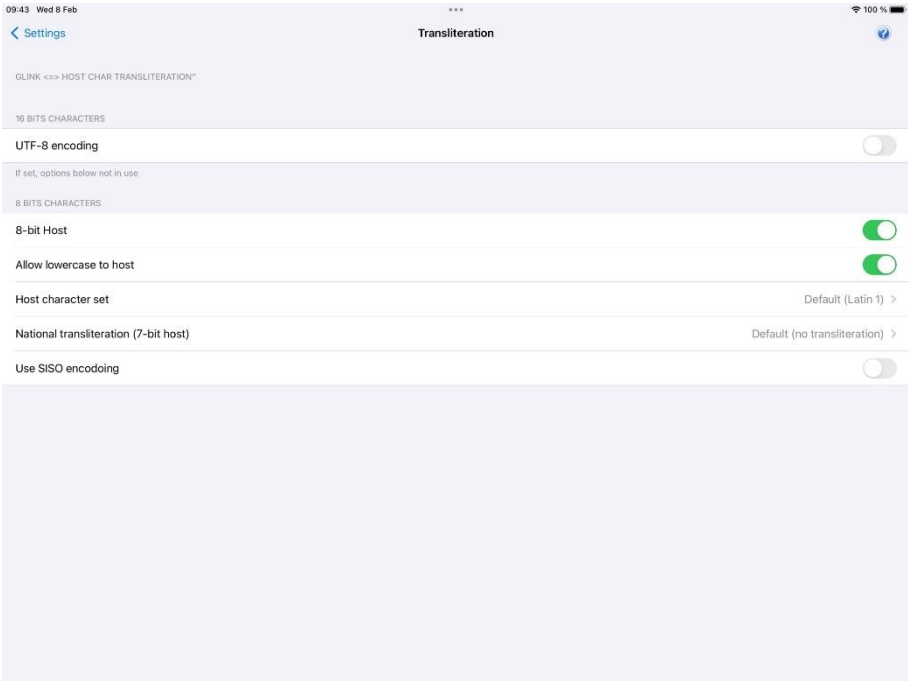 09:43 Wed 8 Feb
100 %
Settings
Transliteration
GLINK <=> HOST CHAR TRANSLITERATION"
16 BITS CHARACTERS
UTF-8 encoding
If set, options below not in use
8 BITS CHARACTERS
8-bit Host
Allow lowercase to host
Host character set Default (Latin 1)
National transliteration (7-bit host) Default (no transliteration)
Use SISO encodoing